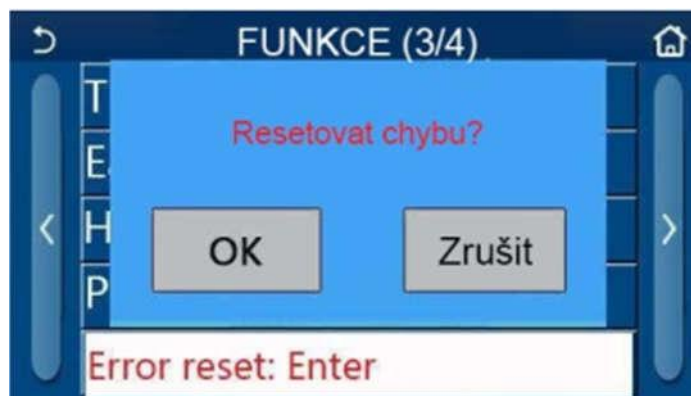 FUNKCE (3/4)
T
Resetovat chybu?
E
H
OK
Zrušit
P
Error reset: Enter